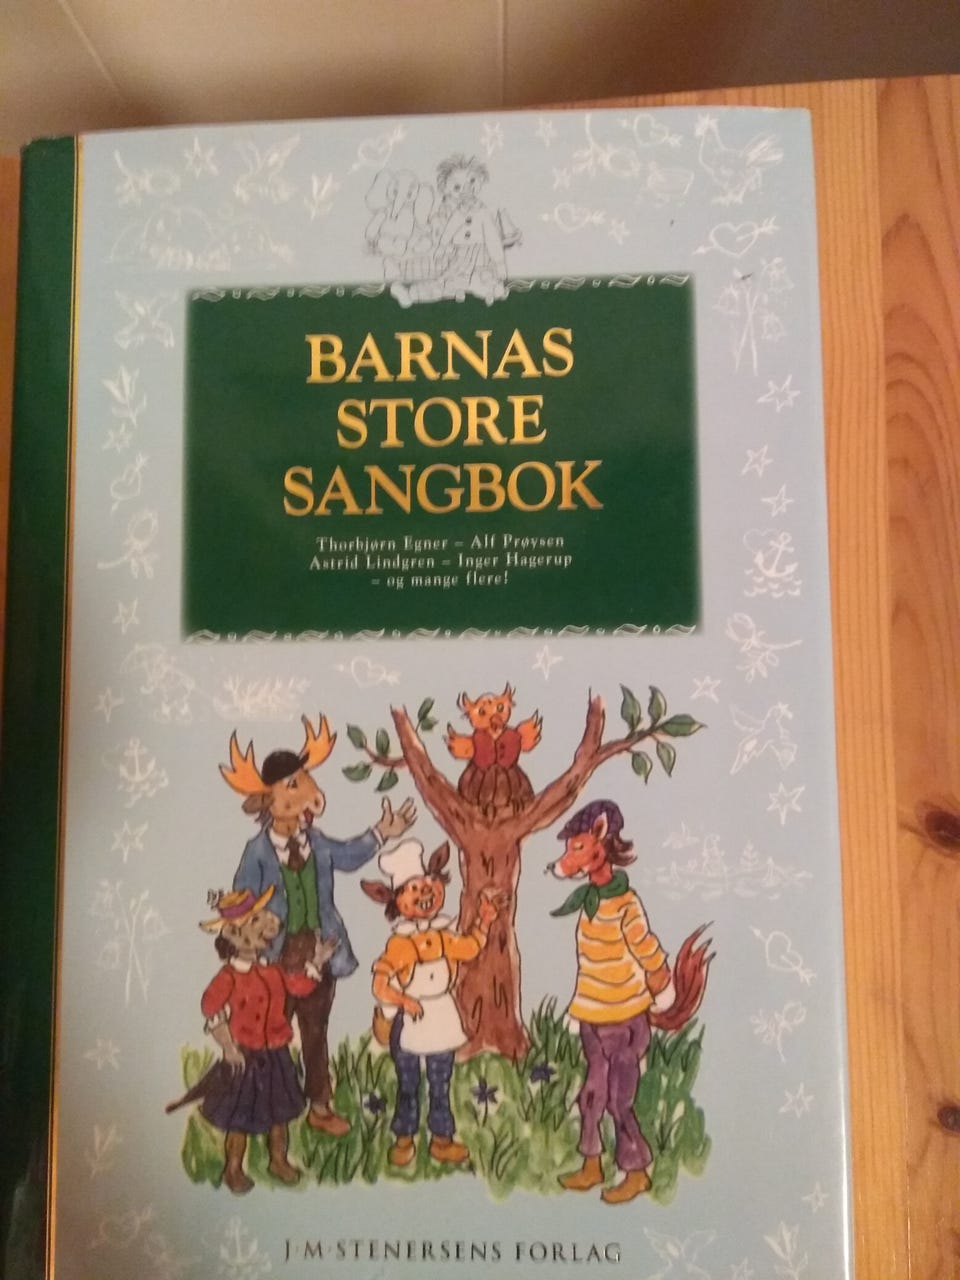 BARNAS
STORE
SANGBOK
Thorbjørn Egner – Alf Prøysen
Astrid Lindgren – Inger Hagerup
– og mange flere!
J·M·STENERSENS FORLAG